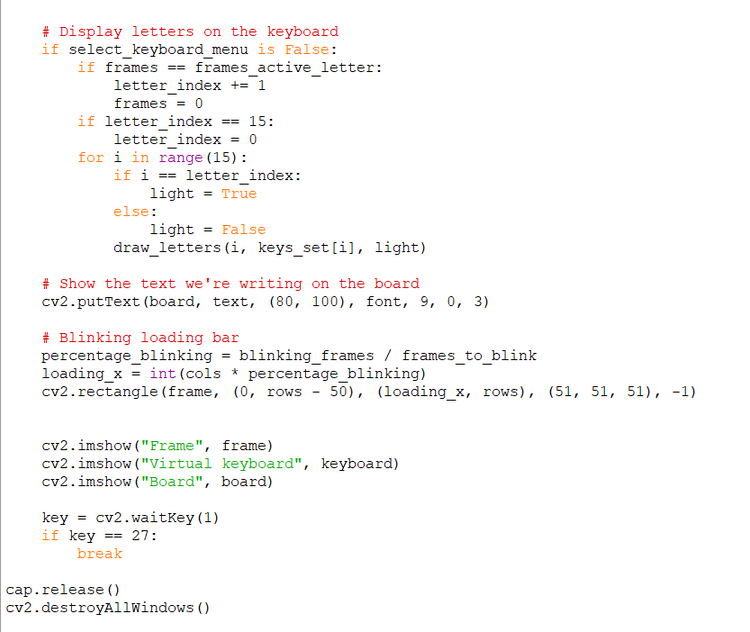 # Display letters on the keyboard
    if select_keyboard_menu is False:
        if frames == frames_active_letter:
            letter_index += 1
            frames = 0
        if letter_index == 15:
            letter_index = 0
        for i in range(15):
            if i == letter_index:
                light = True
            else:
                light = False
            draw_letters(i, keys_set[i], light)

    # Show the text we're writing on the board
    cv2.putText(board, text, (80, 100), font, 9, 0, 3)

    # Blinking loading bar
    percentage_blinking = blinking_frames / frames_to_blink
    loading_x = int(cols * percentage_blinking)
    cv2.rectangle(frame, (0, rows - 50), (loading_x, rows), (51, 51, 51), -1)


    cv2.imshow("Frame", frame)
    cv2.imshow("Virtual keyboard", keyboard)
    cv2.imshow("Board", board)

    key = cv2.waitKey(1)
    if key == 27:
        break

cap.release()
cv2.destroyAllWindows()